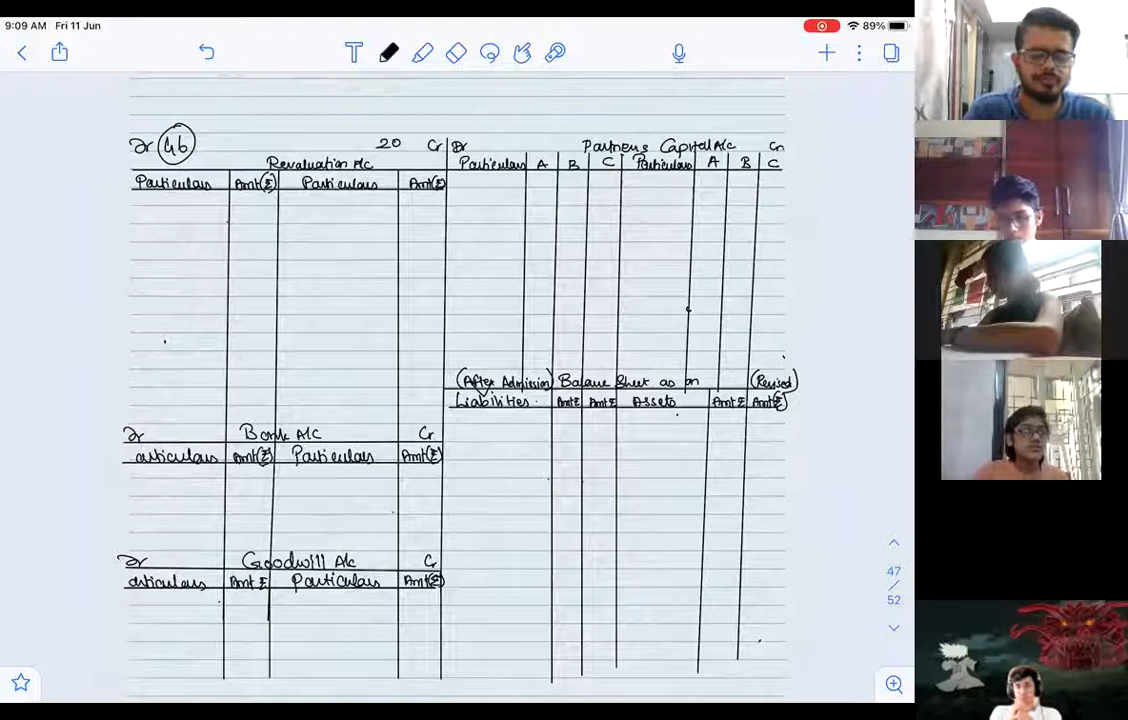 9:09 AM Fri 11 Jun
89%
T
Dr 46 20 Cr
Revaluation A/c
Particulars Amt(₹) Particulars Amt(₹)
Dr Partners Capital A/c Cr
Particulars A B C Particulars A B C
(After Admission) Balance Sheet as on (Revised)
Liabilities Amt ₹ Amt ₹ Assets Amt ₹ Amt(₹)
Dr Bank A/c Cr
articulars Amt(₹) Particulars Amt(₹)
Dr Goodwill A/c Cr
articulars Amt ₹ Particulars Amt(₹)
47
/
52